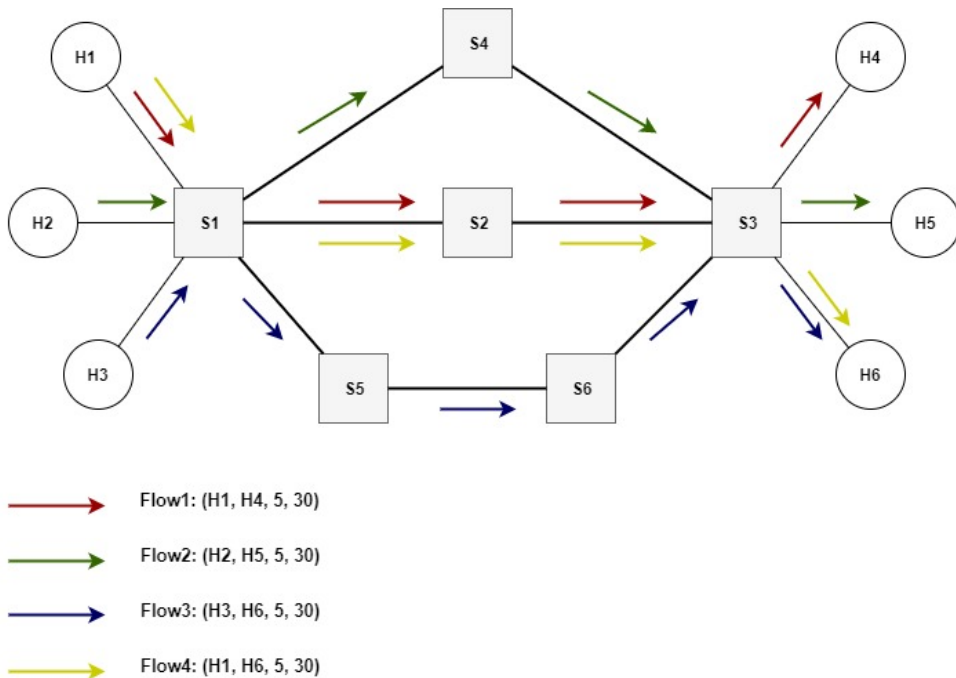 S4
H1
H4
H2
S1
S2
S3
H5
H3
S5
S6
H6
Flow1: (H1, H4, 5, 30)
Flow2: (H2, H5, 5, 30)
Flow3: (H3, H6, 5, 30)
Flow4: (H1, H6, 5, 30)